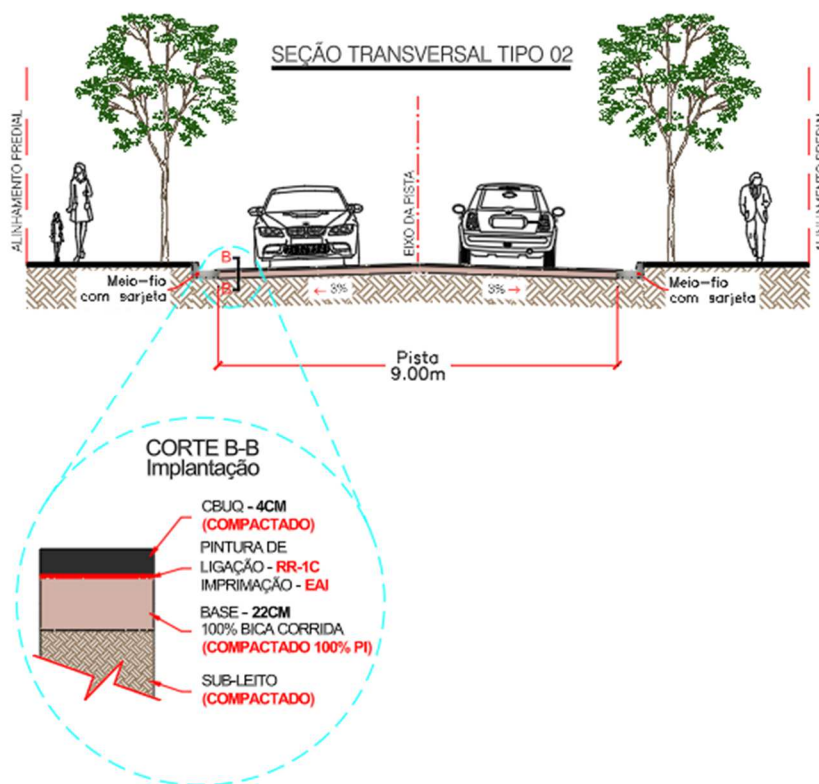 SEÇÃO TRANSVERSAL TIPO 02
ALINHAMENTO PREDIAL
EIXO DA PISTA
ALINHAMENTO PREDIAL
B
B
Meio-fio
com sarjeta
← 3%
3% →
Meio-fio
com sarjeta
Pista
9.00m
CORTE B-B
Implantação
CBUQ - 4CM
(COMPACTADO)
PINTURA DE
LIGAÇÃO - RR-1C
IMPRIMAÇÃO - EAI
BASE - 22CM
100% BICA CORRIDA
(COMPACTADO 100% PI)
SUB-LEITO
(COMPACTADO)